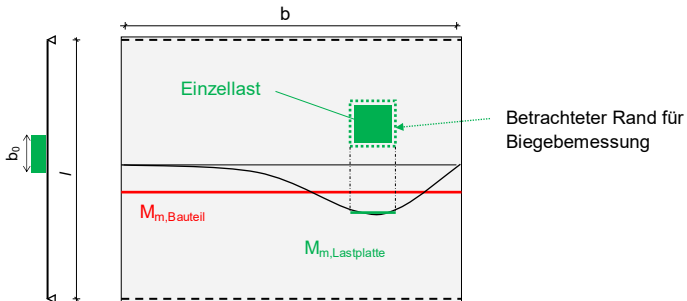 b
Einzellast
Betrachteter Rand für
Biegebemessung
b₀
l
Mm,Bauteil
Mm,Lastplatte